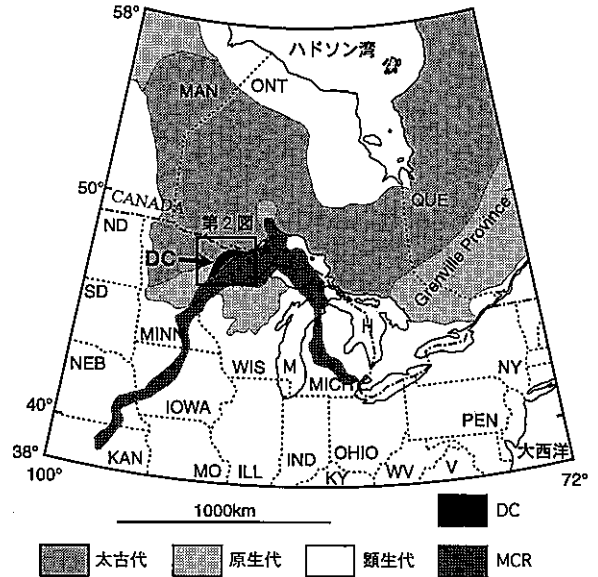 58°
ハドソン湾
ONT
MAN
50°
CANADA
QUE
第2図
ND
DC
Grenville Province
SD
MINN
H
NEB
WIS
M
MICH
NY
IOWA
40°
PEN
38°
KAN
MO
ILL
IND
OHIO
KY
WV
V
大西洋
100°
72°
1000km
DC
太古代
原生代
顕生代
MCR